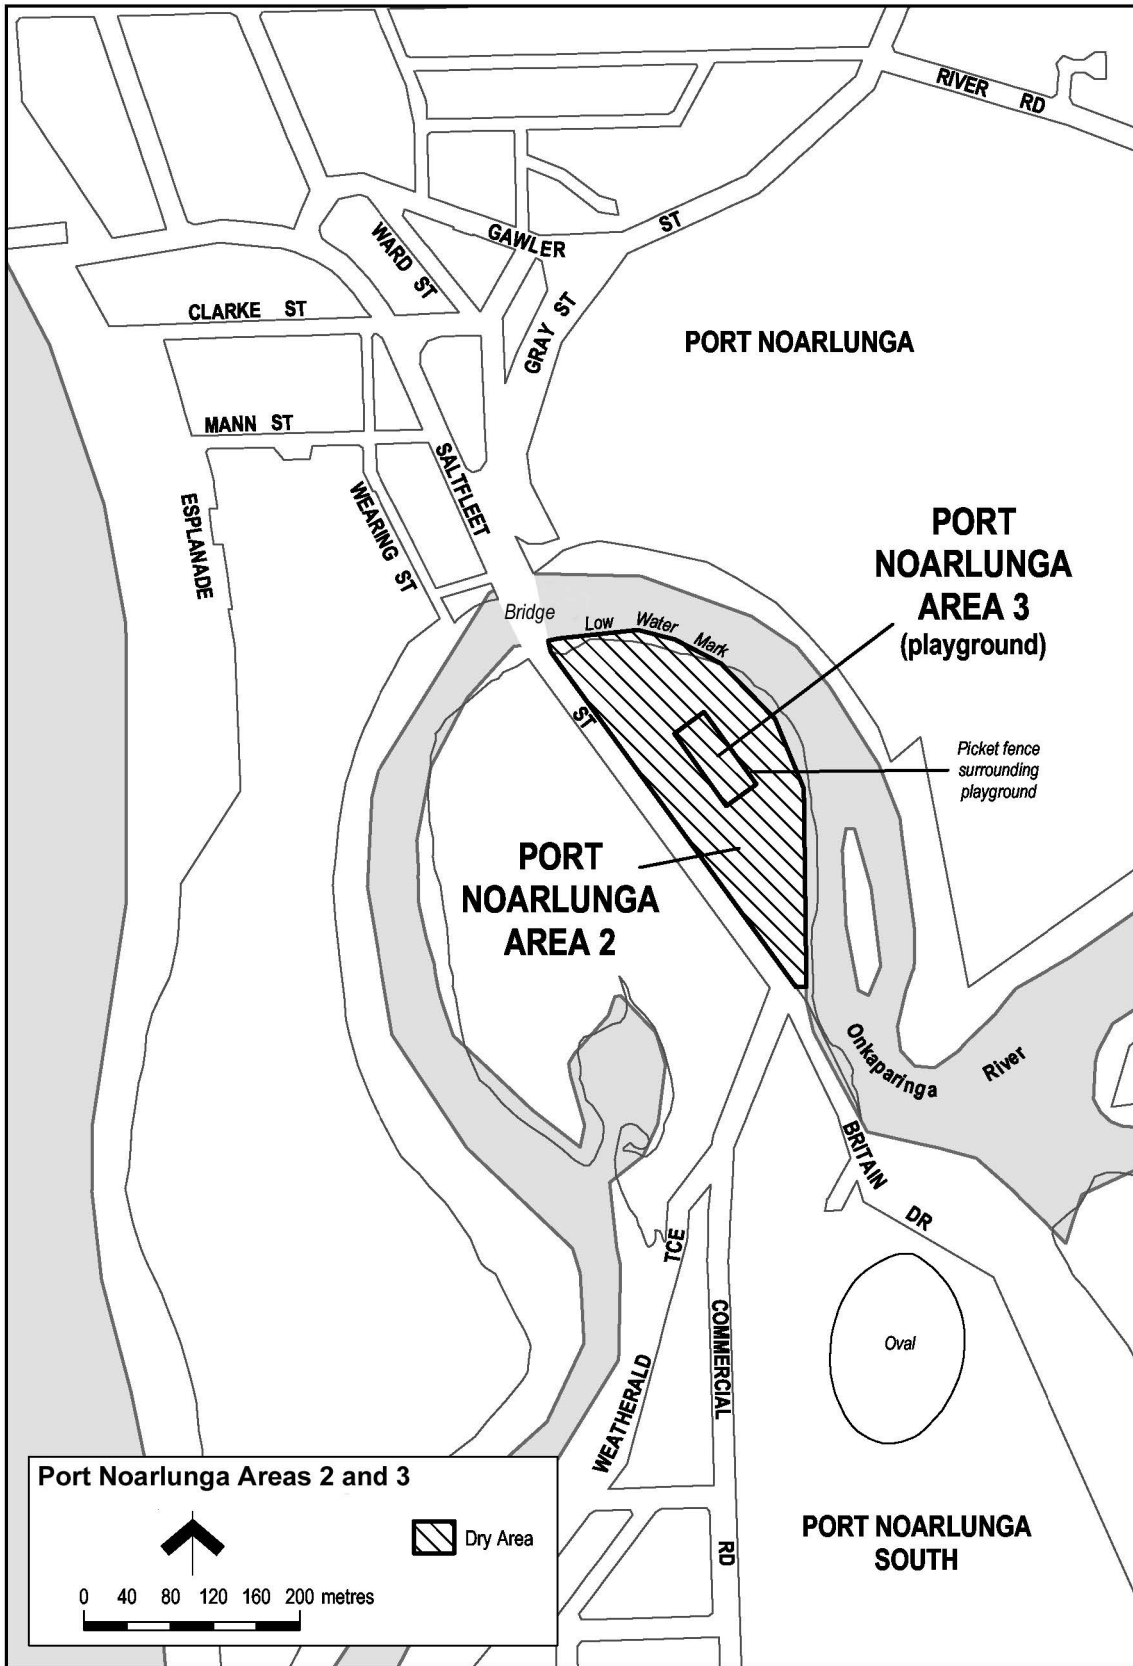 RIVER RD
WARD ST
GAWLER
ST
CLARKE ST
GRAY ST
PORT NOARLUNGA
MANN ST
SALTFLEET
ESPLANADE
WEARING ST
PORT
NOARLUNGA
AREA 3
(playground)
Bridge
Low Water Mark
ST
Picket fence
surrounding
playground
PORT
NOARLUNGA
AREA 2
Onkaparinga River
BRITAIN
DR
TCE
COMMERCIAL
Oval
WEATHERALD
Port Noarlunga Areas 2 and 3
Dry Area
0 40 80 120 160 200 metres
RD
PORT NOARLUNGA
SOUTH